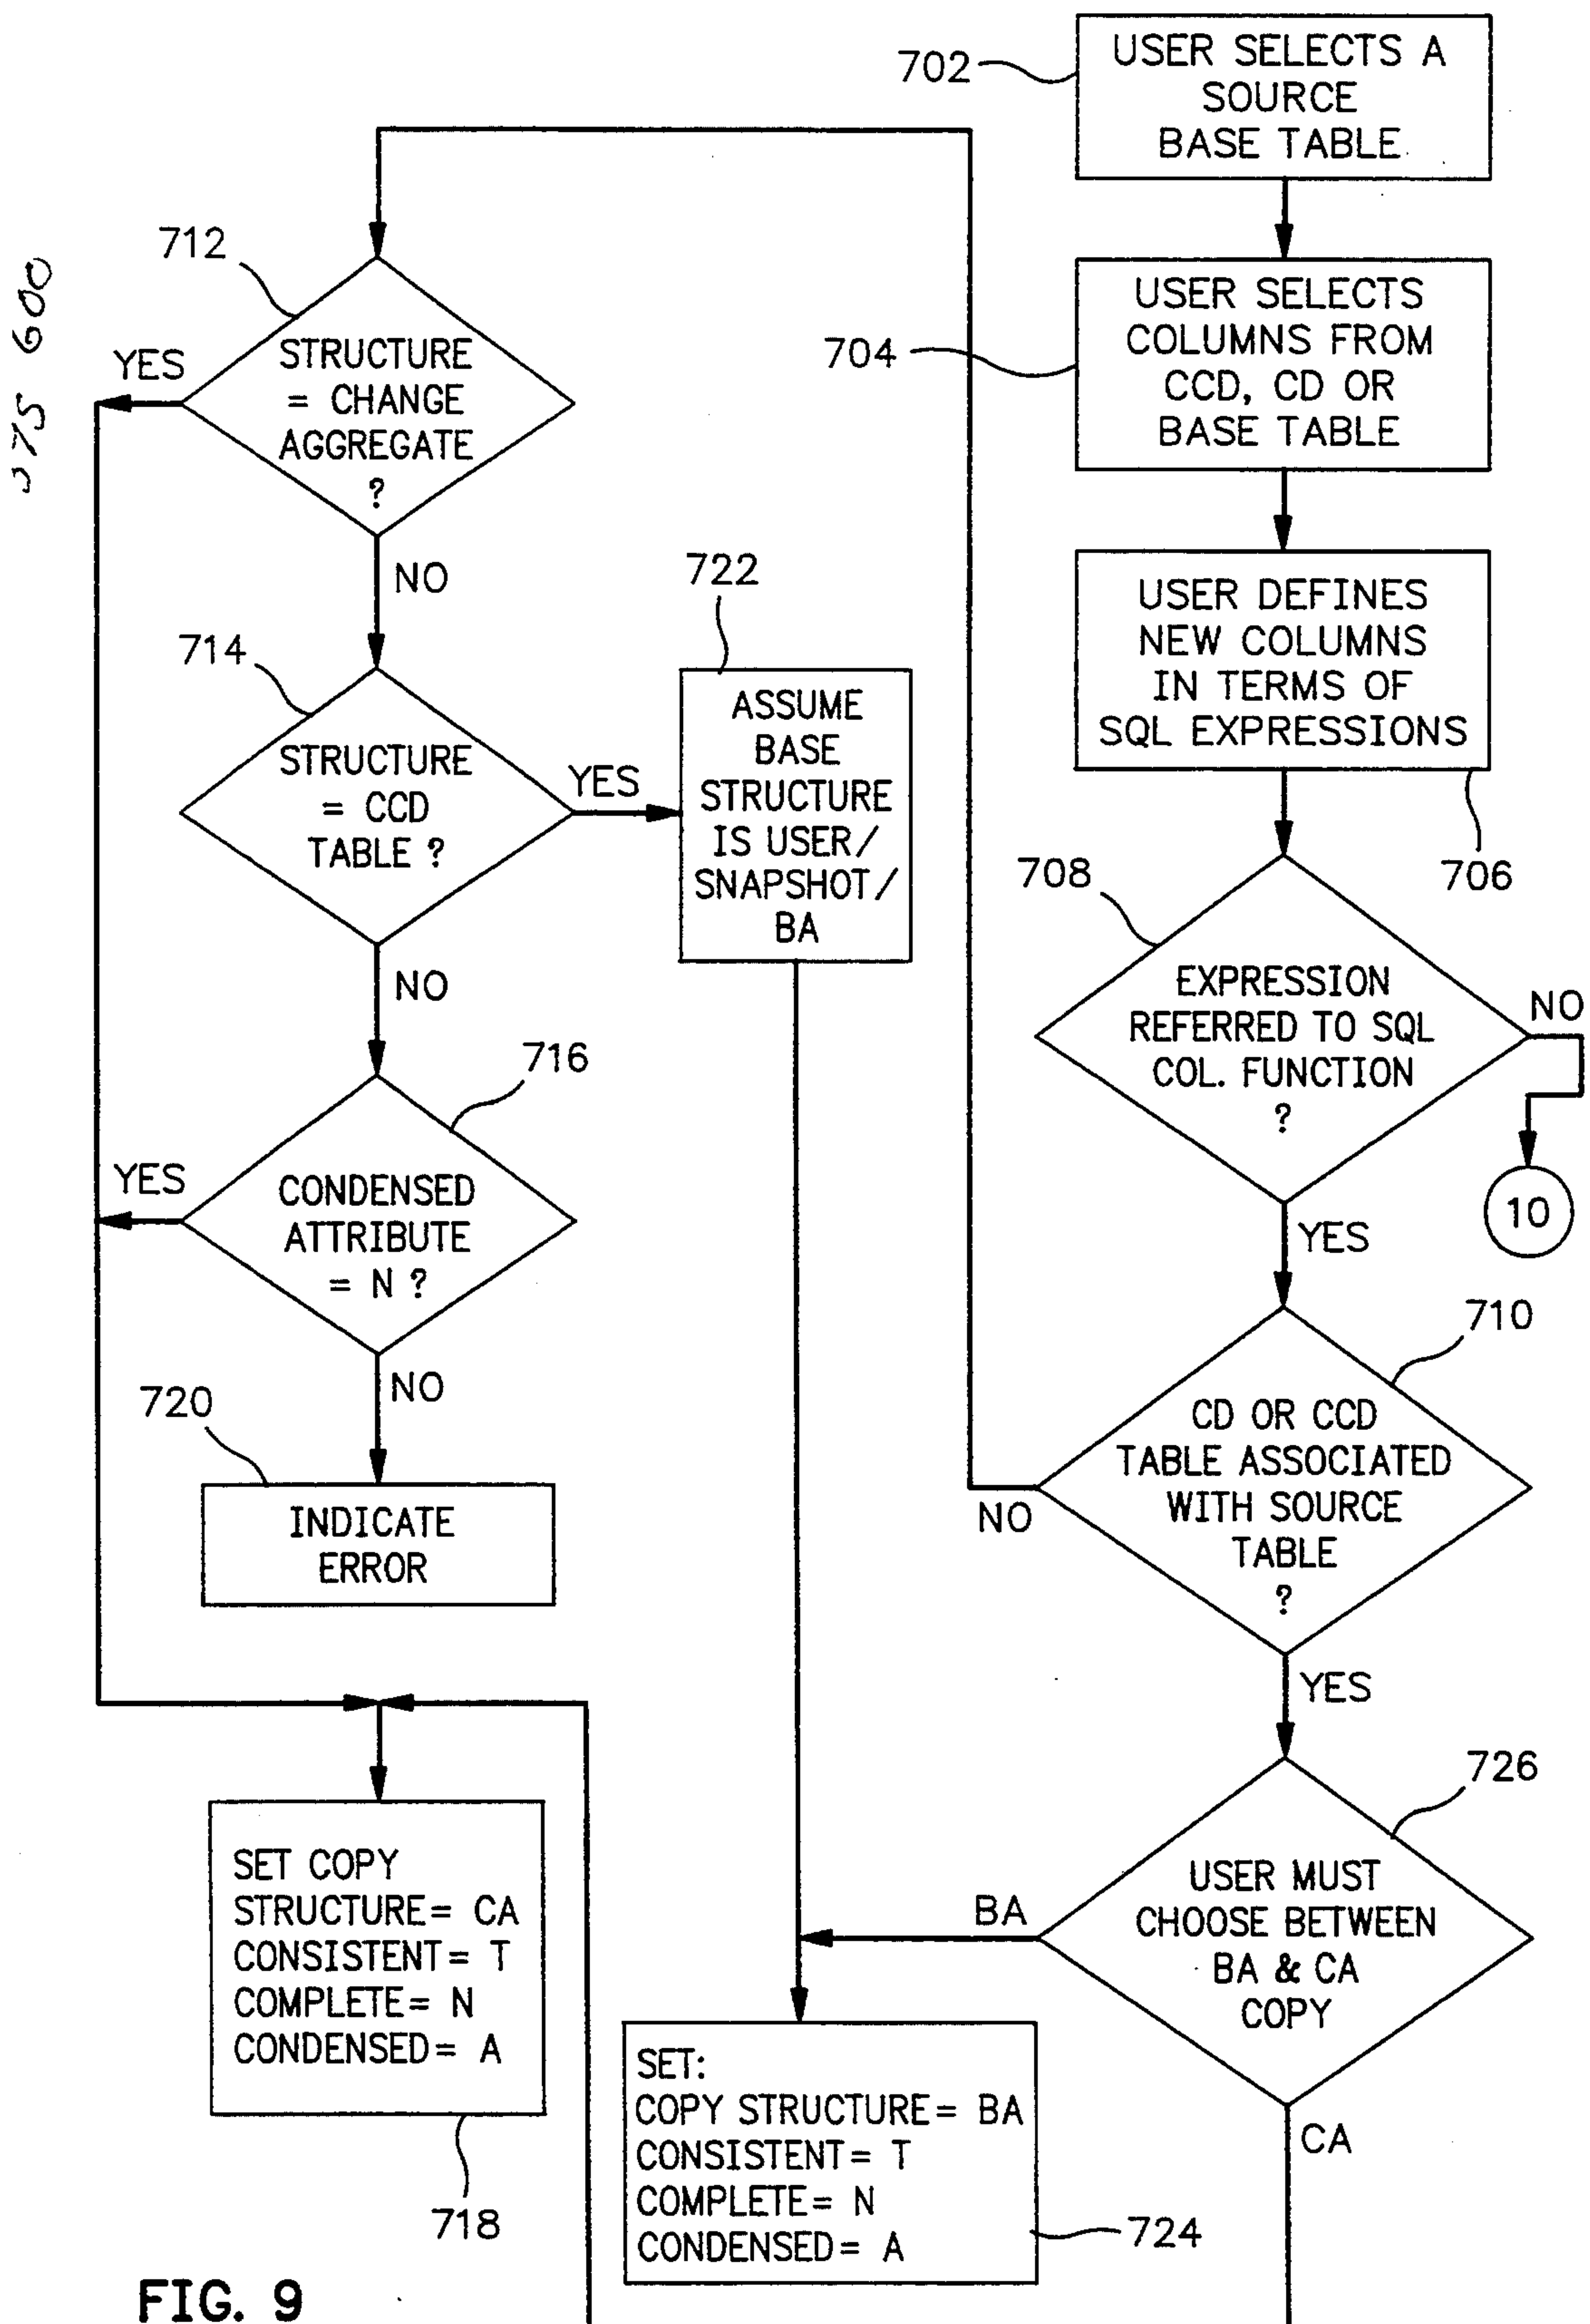 702
USER SELECTS A
SOURCE
BASE TABLE
704
USER SELECTS
COLUMNS FROM
CCD, CD OR
BASE TABLE
USER DEFINES
NEW COLUMNS
IN TERMS OF
SQL EXPRESSIONS
706
708
EXPRESSION
REFERRED TO SQL
COL. FUNCTION
?
NO
10
YES
710
CD OR CCD
TABLE ASSOCIATED
WITH SOURCE
TABLE
?
NO
YES
712
STRUCTURE
= CHANGE
AGGREGATE
?
YES
NO
714
STRUCTURE
= CCD
TABLE ?
YES
NO
722
ASSUME
BASE
STRUCTURE
IS USER/
SNAPSHOT/
BA
716
CONDENSED
ATTRIBUTE
= N ?
YES
NO
720
INDICATE
ERROR
726
USER MUST
CHOOSE BETWEEN
BA & CA
COPY
BA
CA
SET COPY
STRUCTURE= CA
CONSISTENT= T
COMPLETE= N
CONDENSED= A
718
SET:
COPY STRUCTURE= BA
CONSISTENT= T
COMPLETE= N
CONDENSED= A
724
FIG. 9